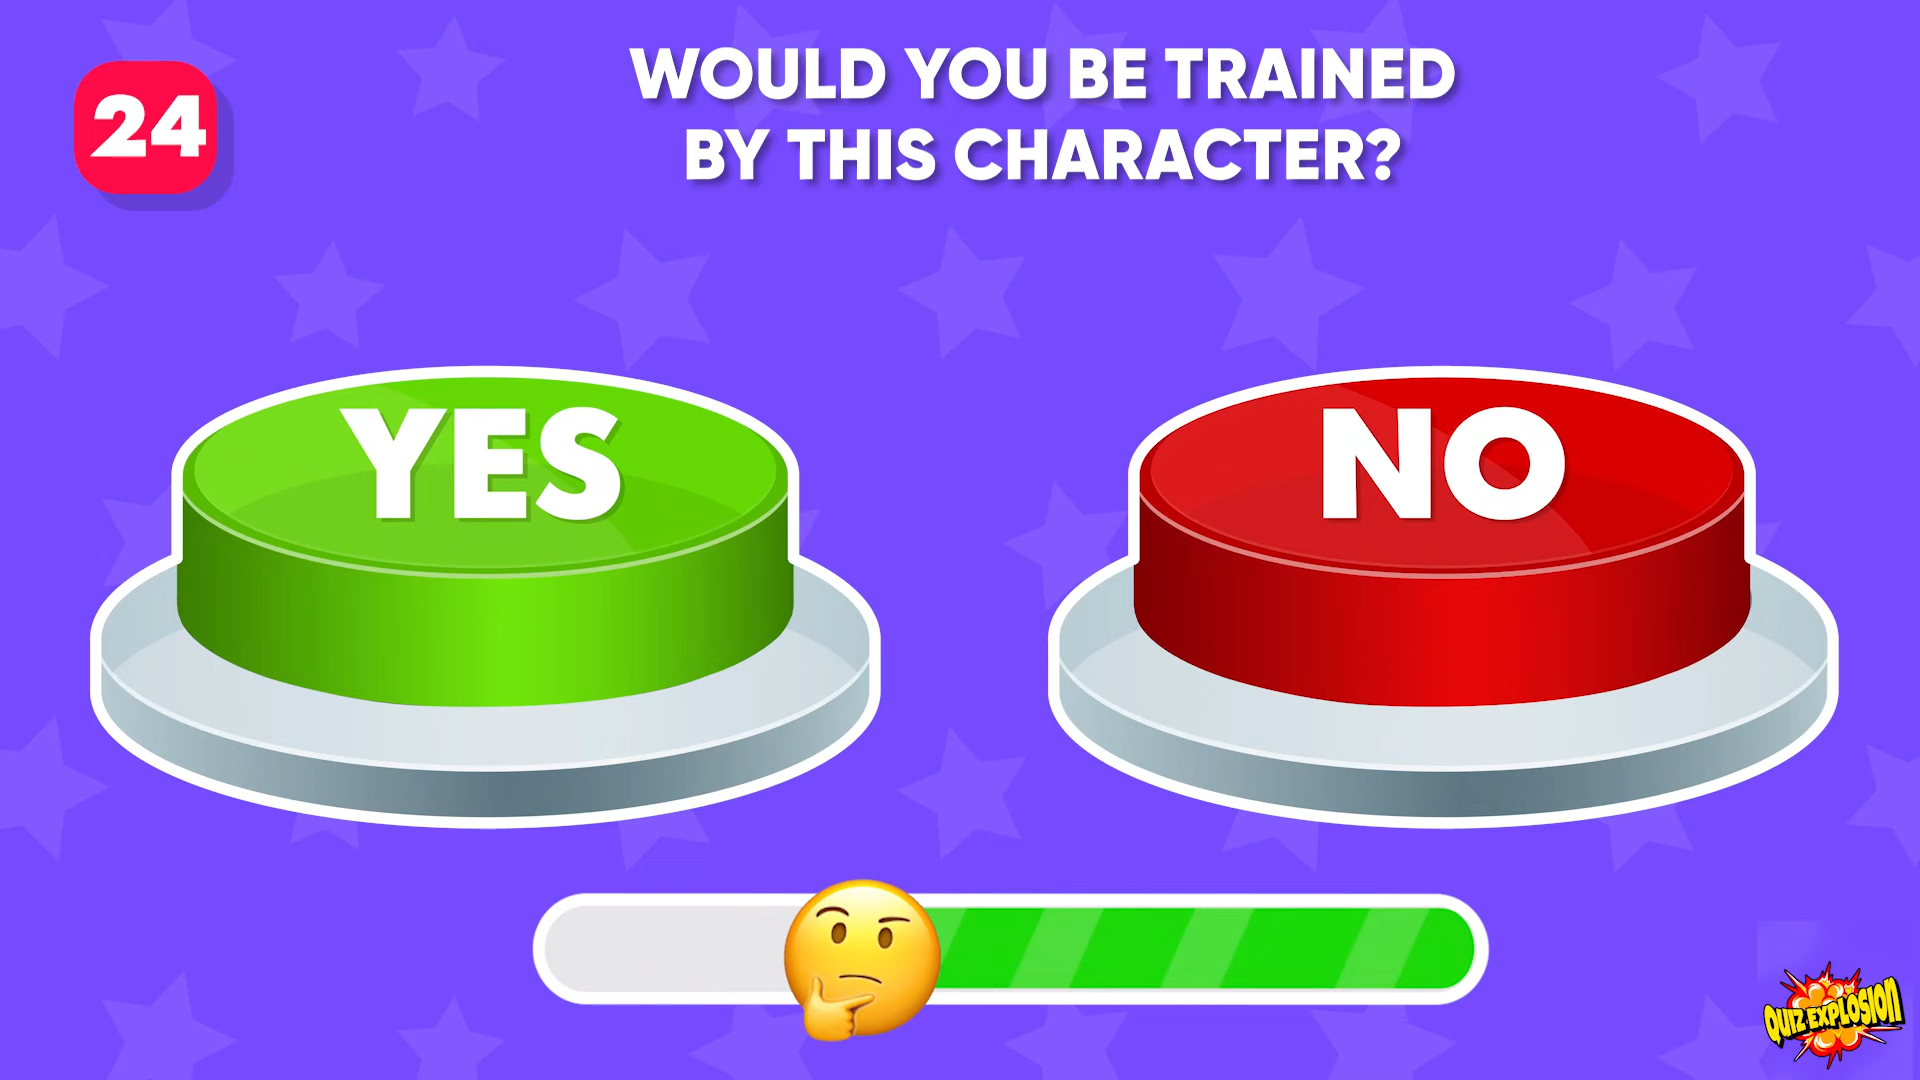 24
WOULD YOU BE TRAINED
BY THIS CHARACTER?
YES
NO
QUIZ EXPLOSION